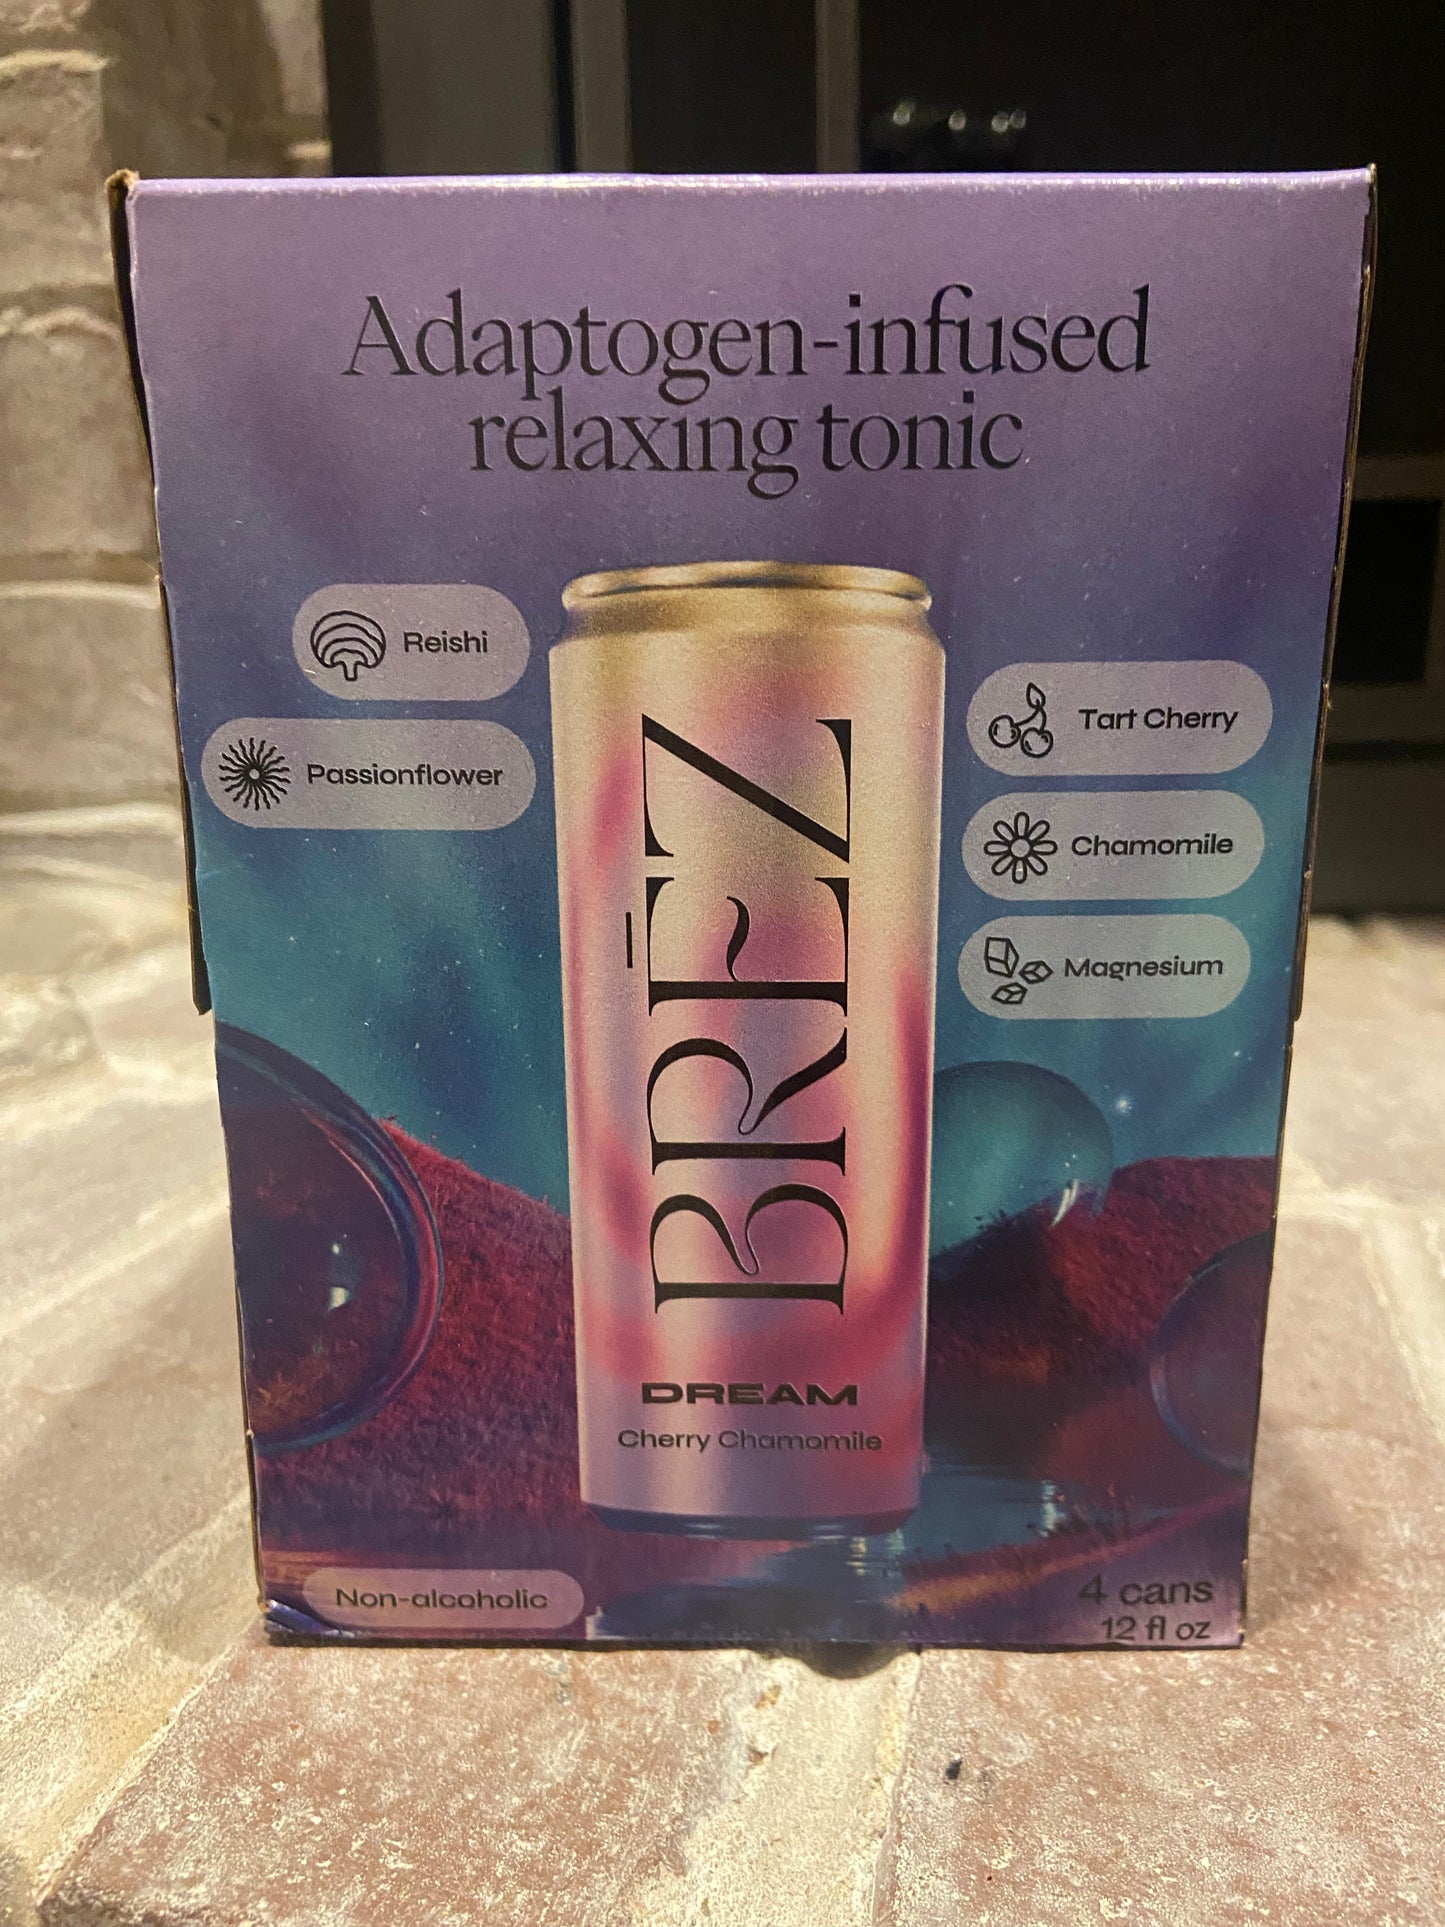 Adaptogen-infused
relaxing tonic
Reishi
Passionflower
Tart Cherry
Chamomile
Magnesium
BRĒZ
DREAM
Cherry Chamomile
Non-alcoholic
4 cans
12 fl oz